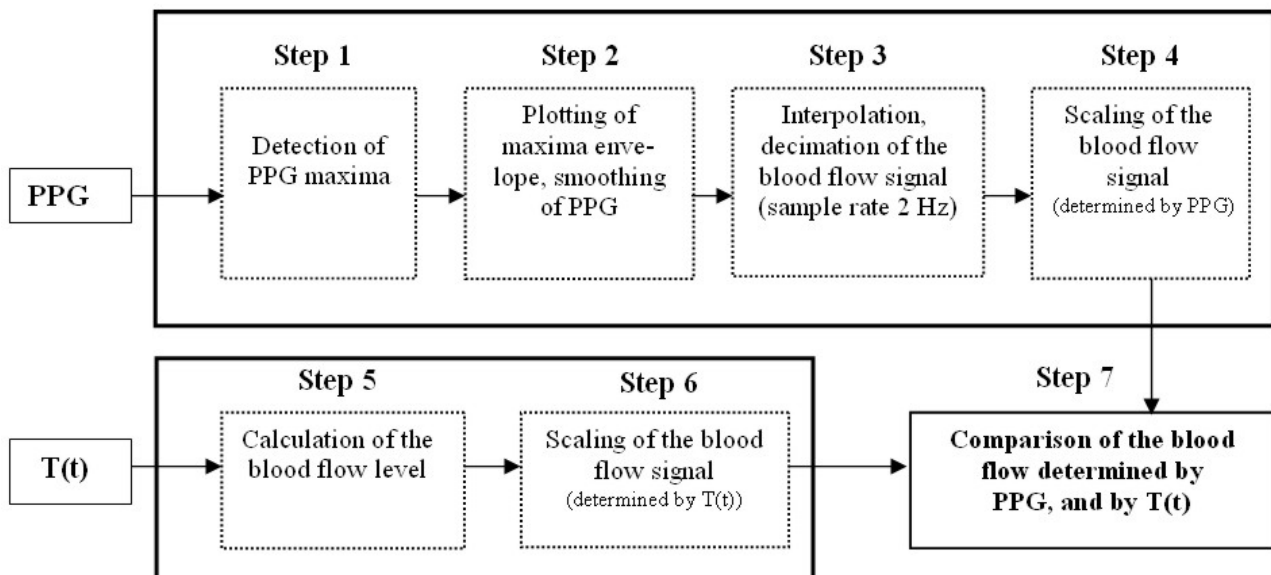 Step 1
Step 2
Step 3
Step 4
PPG
Detection of
PPG maxima
Plotting of
maxima enve-
lope, smoothing
of PPG
Interpolation,
decimation of the
blood flow signal
(sample rate 2 Hz)
Scaling of the
blood flow
signal
(determined by PPG)
Step 5
Step 6
Step 7
T(t)
Calculation of the
blood flow level
Scaling of the blood
flow signal
(determined by T(t))
Comparison of the blood
flow determined by
PPG, and by T(t)